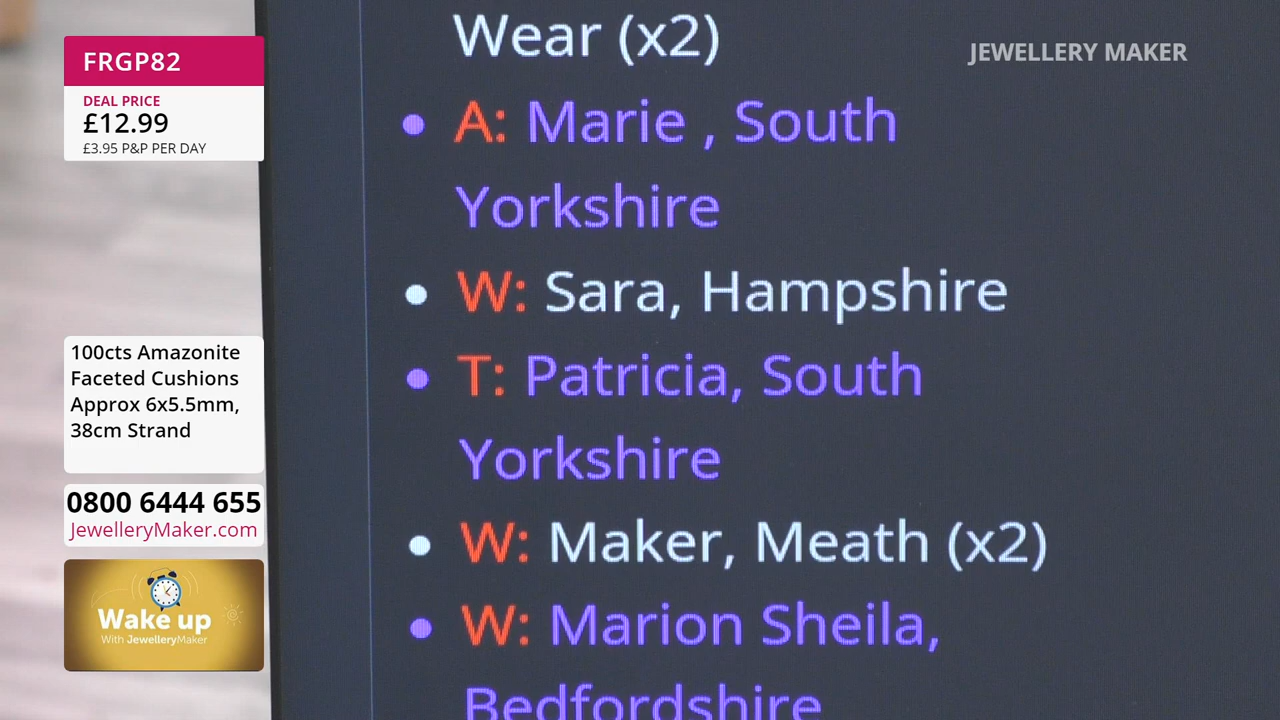 FRGP82
DEAL PRICE
£12.99
£3.95 P&P PER DAY
100cts Amazonite
Faceted Cushions
Approx 6x5.5mm,
38cm Strand
0800 6444 655
JewelleryMaker.com
Wake up
With JewelleryMaker
JEWELLERY MAKER
Wear (x2)
A: Marie , South
Yorkshire
W: Sara, Hampshire
T: Patricia, South
Yorkshire
W: Maker, Meath (x2)
W: Marion Sheila,
Bedfordshire